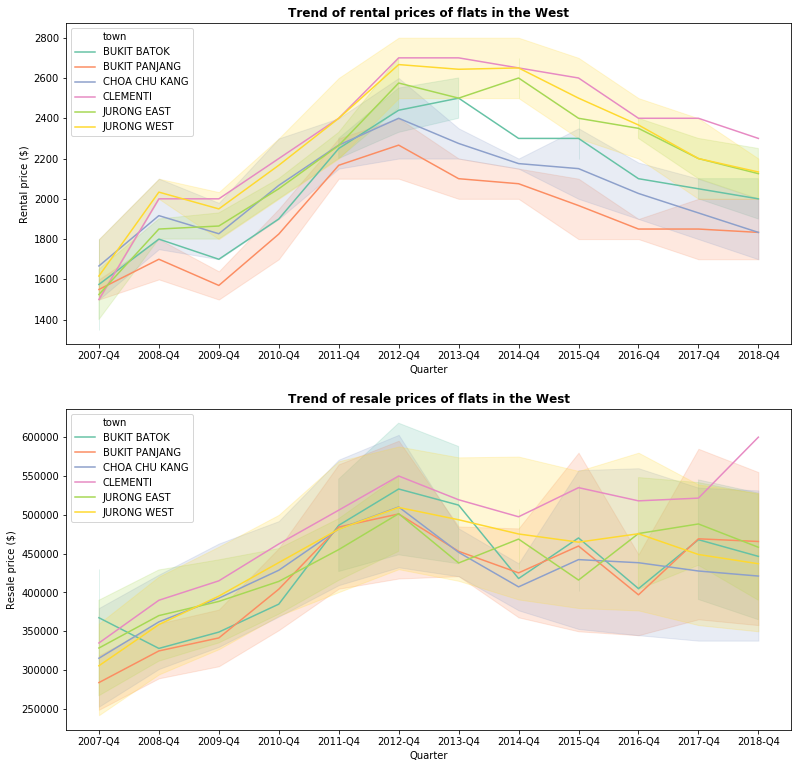 Trend of rental prices of flats in the West
town
BUKIT BATOK
BUKIT PANJANG
CHOA CHU KANG
CLEMENTI
JURONG EAST
JURONG WEST
Rental price ($)
2800
2600
2400
2200
2000
1800
1600
1400
2007-Q4 2008-Q4 2009-Q4 2010-Q4 2011-Q4 2012-Q4 2013-Q4 2014-Q4 2015-Q4 2016-Q4 2017-Q4 2018-Q4
Quarter
Trend of resale prices of flats in the West
town
BUKIT BATOK
BUKIT PANJANG
CHOA CHU KANG
CLEMENTI
JURONG EAST
JURONG WEST
Resale price ($)
600000
550000
500000
450000
400000
350000
300000
250000
2007-Q4 2008-Q4 2009-Q4 2010-Q4 2011-Q4 2012-Q4 2013-Q4 2014-Q4 2015-Q4 2016-Q4 2017-Q4 2018-Q4
Quarter